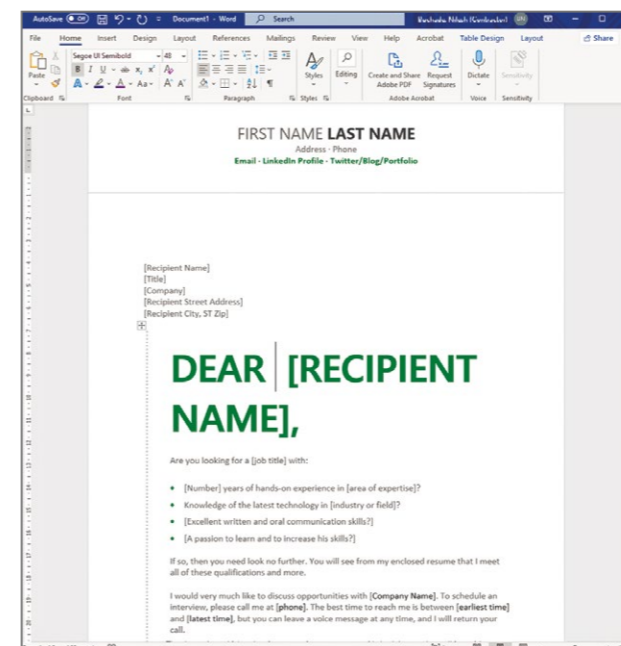 AutoSave Off Document1 - Word Search
File Home Insert Design Layout References Mailings Review View Help Acrobat Table Design Layout Share
Segoe UI Semibold 48
Paste
B I U ab x₂ x²
A A Aa A A
Styles
Editing
Create and Share Adobe PDF
Request Signatures
Dictate
Sensitivity
Clipboard Font Paragraph Styles Adobe Acrobat Voice Sensitivity
FIRST NAME LAST NAME
Address · Phone
Email · LinkedIn Profile · Twitter/Blog/Portfolio
[Recipient Name]
[Title]
[Company]
[Recipient Street Address]
[Recipient City, ST Zip]
DEAR [RECIPIENT
NAME],
Are you looking for a [job title] with:
• [Number] years of hands-on experience in [area of expertise]?
• Knowledge of the latest technology in [industry or field]?
• [Excellent written and oral communication skills?]
• [A passion to learn and to increase his skills?]
If so, then you need look no further. You will see from my enclosed resume that I meet
all of these qualifications and more.
I would very much like to discuss opportunities with [Company Name]. To schedule an
interview, please call me at [phone]. The best time to reach me is between [earliest time]
and [latest time], but you can leave a voice message at any time, and I will return your
call.